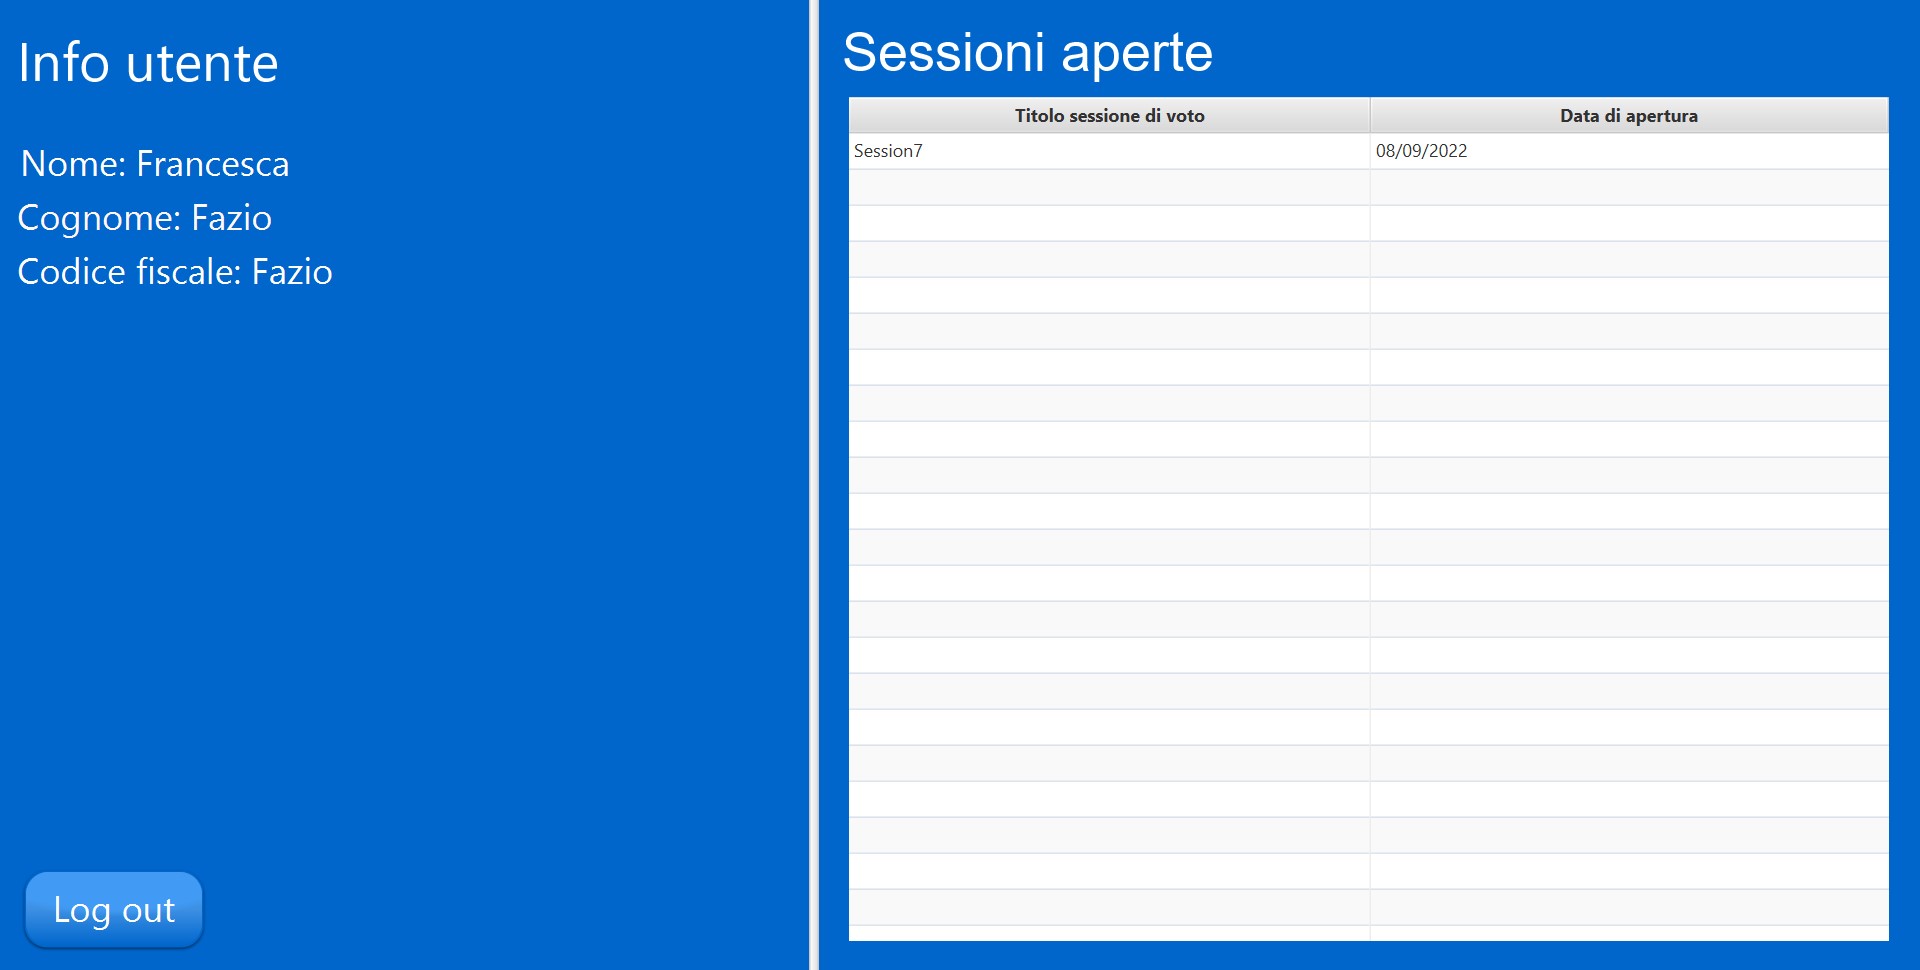 Info utente
Nome: Francesca
Cognome: Fazio
Codice fiscale: Fazio
Log out
Sessioni aperte
Titolo sessione di voto Data di apertura
Session7 08/09/2022